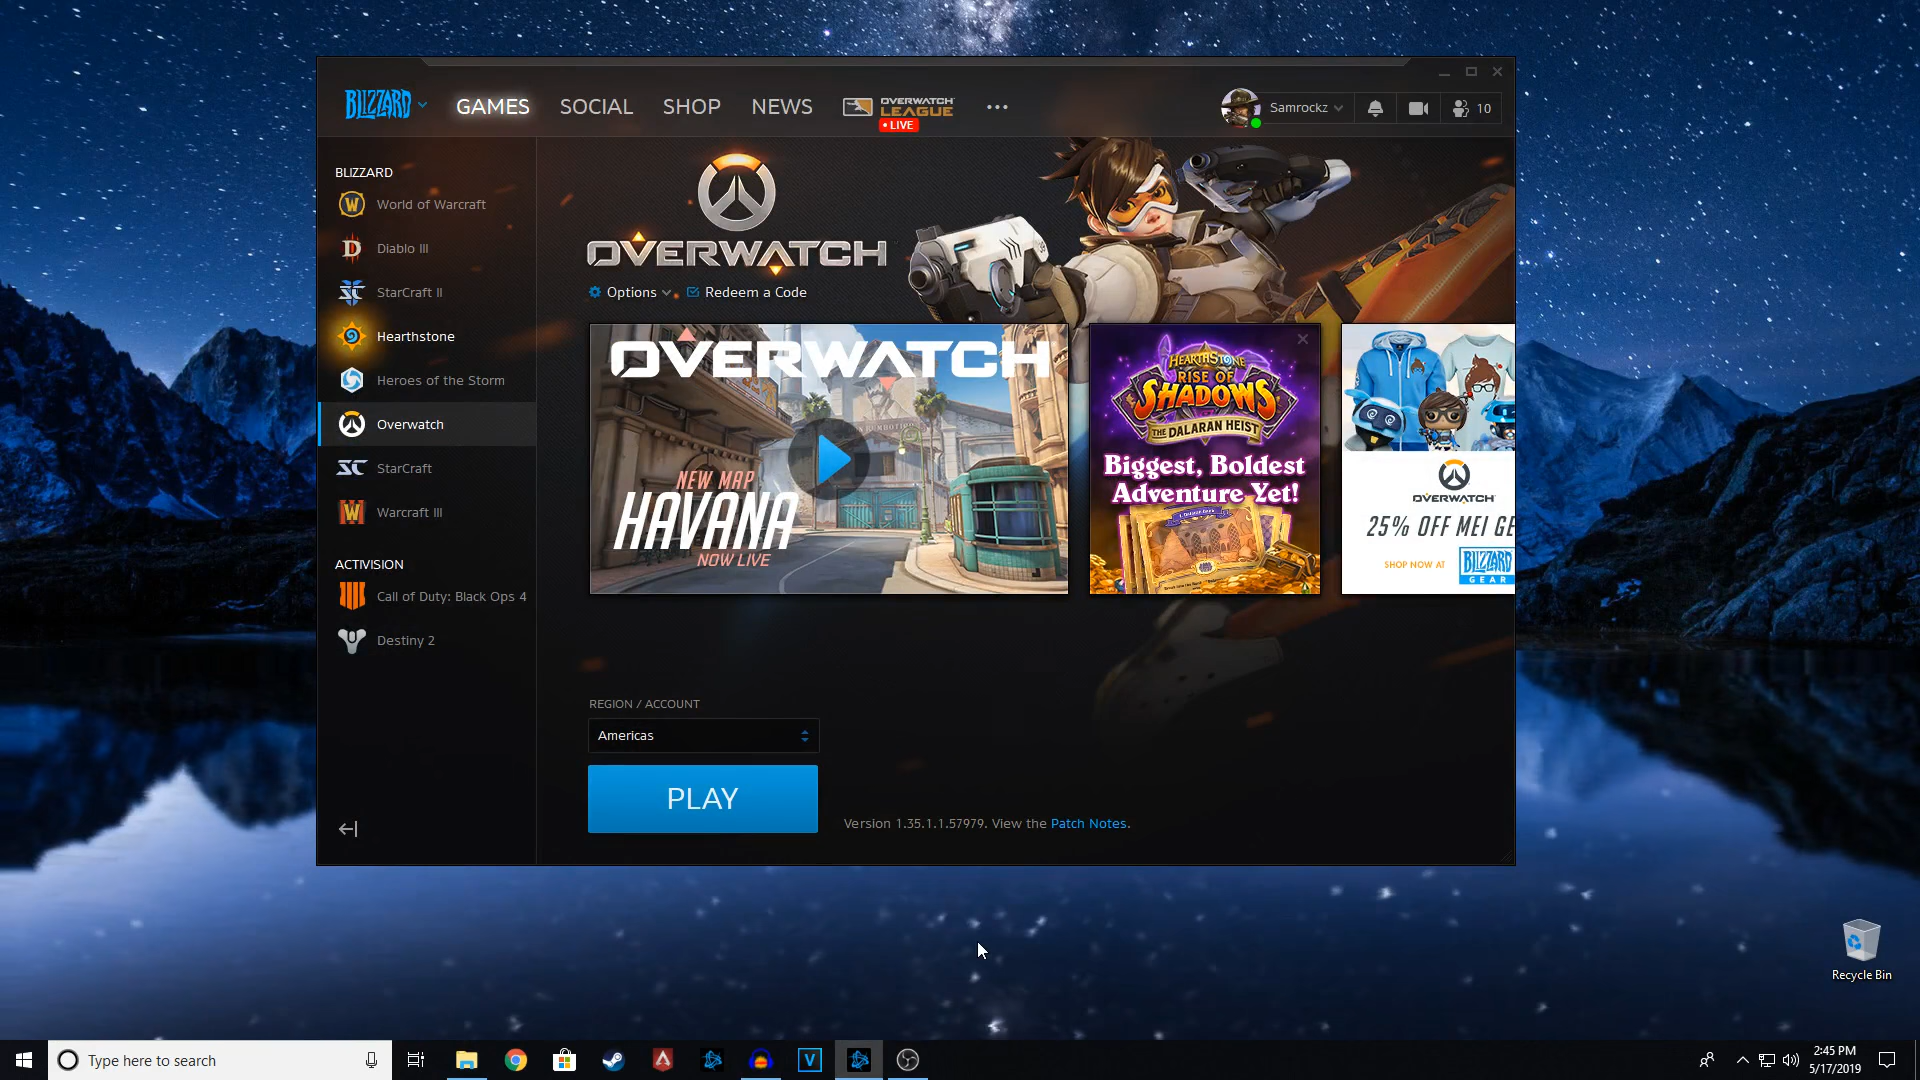 BLIZZARD
GAMES
SOCIAL
SHOP
NEWS
OVERWATCH
LEAGUE
• LIVE
•••
Samrockz
10
BLIZZARD
World of Warcraft
Diablo III
StarCraft II
Hearthstone
Heroes of the Storm
Overwatch
StarCraft
Warcraft III
ACTIVISION
Call of Duty: Black Ops 4
Destiny 2
OVERWATCH
Options
Redeem a Code
OVERWATCH
NEW MAP
HAVANA
NOW LIVE
HEARTHSTONE
RISE OF
SHADOWS
THE DALARAN HEIST
Biggest, Boldest
Adventure Yet!
OVERWATCH
25% OFF MEI GE
SHOP NOW AT
BLIZZARD
GEAR
REGION / ACCOUNT
Americas
PLAY
Version 1.35.1.1.57979. View the Patch Notes.
Recycle Bin
Type here to search
2:45 PM
5/17/2019